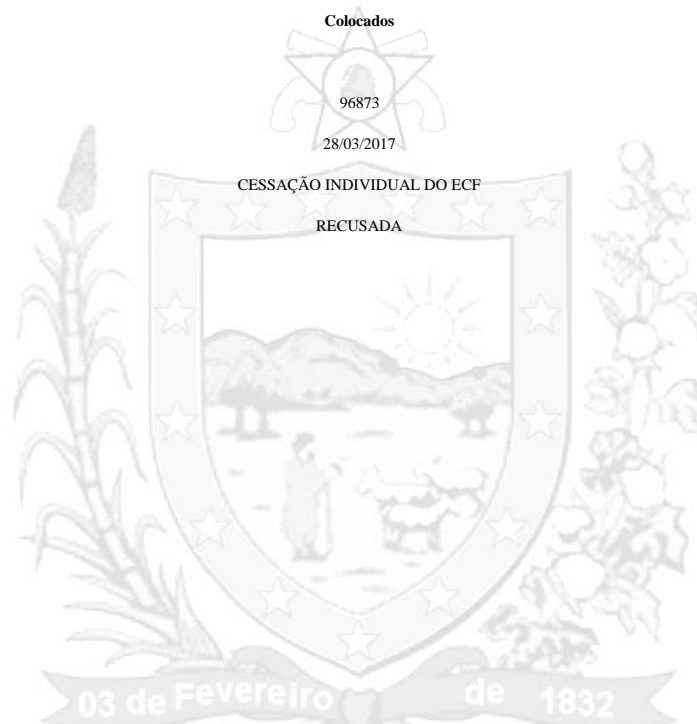 Colocados
96873
28/03/2017
CESSAÇÃO INDIVIDUAL DO ECF
RECUSADA
03 de Fevereiro de 1832